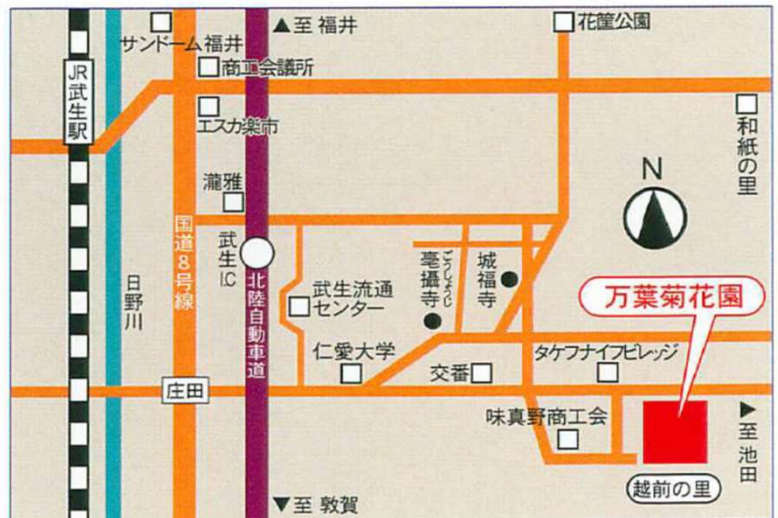 サンドーム福井
▲至 福井
花筐公園
商工会議所
JR武生駅
エスカ楽市
和紙の里
瀧雅
N
国道8号線
武生I.C
北陸自動車道
日野川
武生流通
センター
毫攝寺
ごうしょうじ
城福寺
万葉菊花園
仁愛大学
交番
タケフナイフビレッジ
庄田
味真野商工会
▶至 池田
越前の里
▼至 敦賀